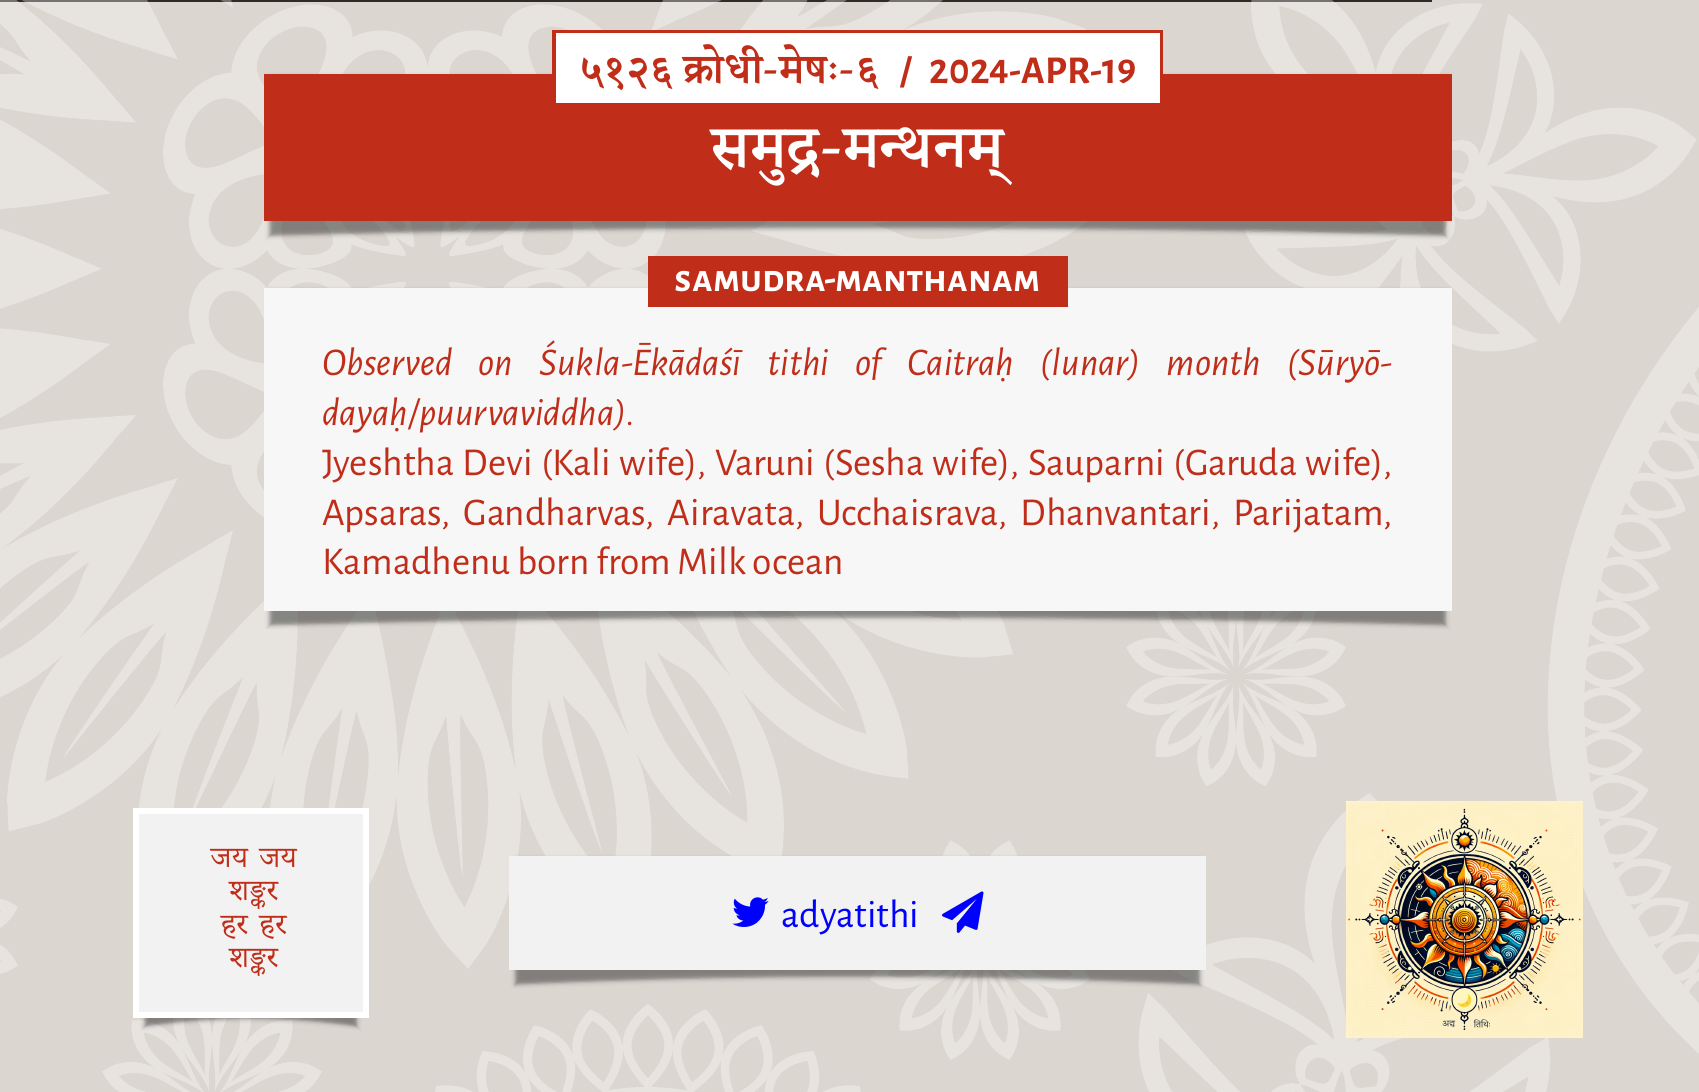 ५१२६ क्रोधी-मेषः-६ / 2024-APR-19
समुद्र-मन्थनम्
SAMUDRA-MANTHANAM
Observed on Śukla-Ēkādaśī tithi of Caitraḥ (lunar) month (Sūryō-
dayaḥ/puurvaviddha).
Jyeshtha Devi (Kali wife), Varuni (Sesha wife), Sauparni (Garuda wife),
Apsaras, Gandharvas, Airavata, Ucchaisrava, Dhanvantari, Parijatam,
Kamadhenu born from Milk ocean
जय जय
शङ्कर
हर हर
शङ्कर
adyatithi
अद्य तिथिः